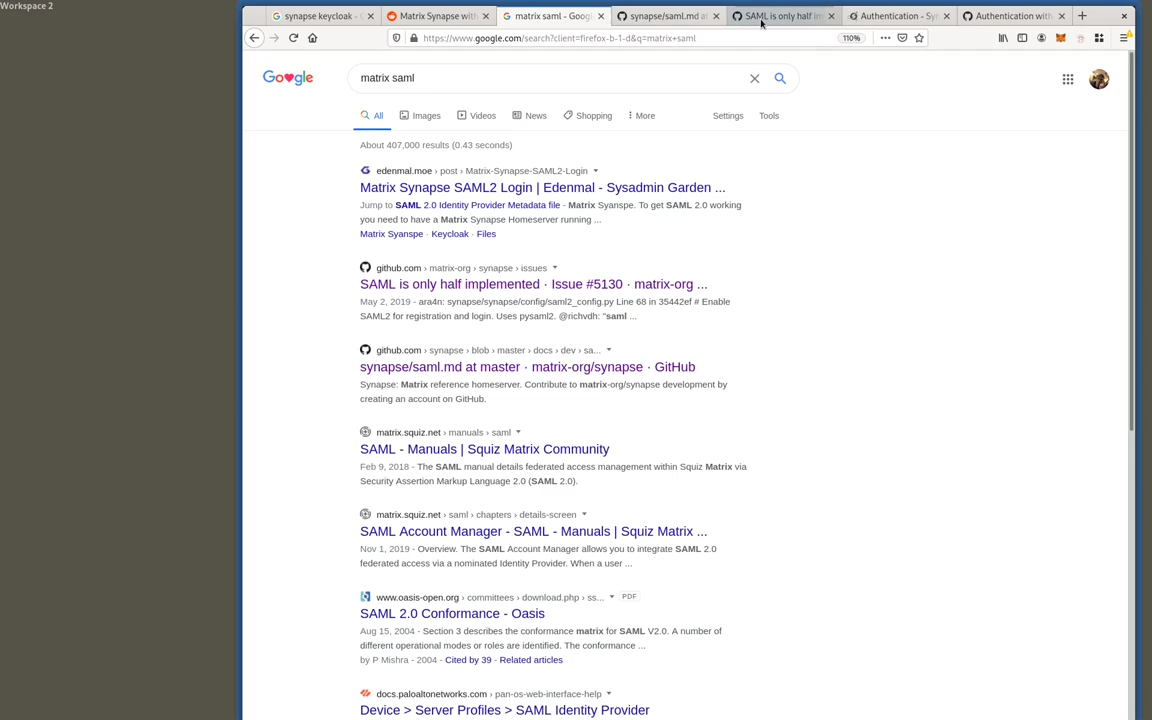 Workspace 2
synapse keycloak - G
Matrix Synapse with
matrix saml - Googl
synapse/saml.md at
SAML is only half im
Authentication - Syn
Authentication with
https://www.google.com/search?client=firefox-b-1-d&q=matrix+saml
110%
Google
matrix saml
All
Images
Videos
News
Shopping
More
Settings
Tools
About 407,000 results (0.43 seconds)
edenmal.moe › post › Matrix-Synapse-SAML2-Login
Matrix Synapse SAML2 Login | Edenmal - Sysadmin Garden ...
Jump to SAML 2.0 Identity Provider Metadata file - Matrix Syanspe. To get SAML 2.0 working
you need to have a Matrix Synapse Homeserver running ...
Matrix Syanspe · Keycloak · Files
github.com › matrix-org › synapse › issues
SAML is only half implemented · Issue #5130 · matrix-org ...
May 2, 2019 - ara4n: synapse/synapse/config/saml2_config.py Line 68 in 35442ef # Enable
SAML2 for registration and login. Uses pysaml2. @richvdh: "saml ...
github.com › synapse › blob › master › docs › dev › sa...
synapse/saml.md at master · matrix-org/synapse · GitHub
Synapse: Matrix reference homeserver. Contribute to matrix-org/synapse development by
creating an account on GitHub.
matrix.squiz.net › manuals › saml
SAML - Manuals | Squiz Matrix Community
Feb 9, 2018 - The SAML manual details federated access management within Squiz Matrix via
Security Assertion Markup Language 2.0 (SAML 2.0).
matrix.squiz.net › saml › chapters › details-screen
SAML Account Manager - SAML - Manuals | Squiz Matrix ...
Nov 1, 2019 - Overview. The SAML Account Manager allows you to integrate SAML 2.0
federated access via a nominated Identity Provider. When a user ...
www.oasis-open.org › committees › download.php › ss...
PDF
SAML 2.0 Conformance - Oasis
Aug 15, 2004 - Section 3 describes the conformance matrix for SAML V2.0. A number of
different operational modes or roles are identified. The conformance ...
by P Mishra - 2004 - Cited by 39 - Related articles
docs.paloaltonetworks.com › pan-os-web-interface-help
Device > Server Profiles > SAML Identity Provider